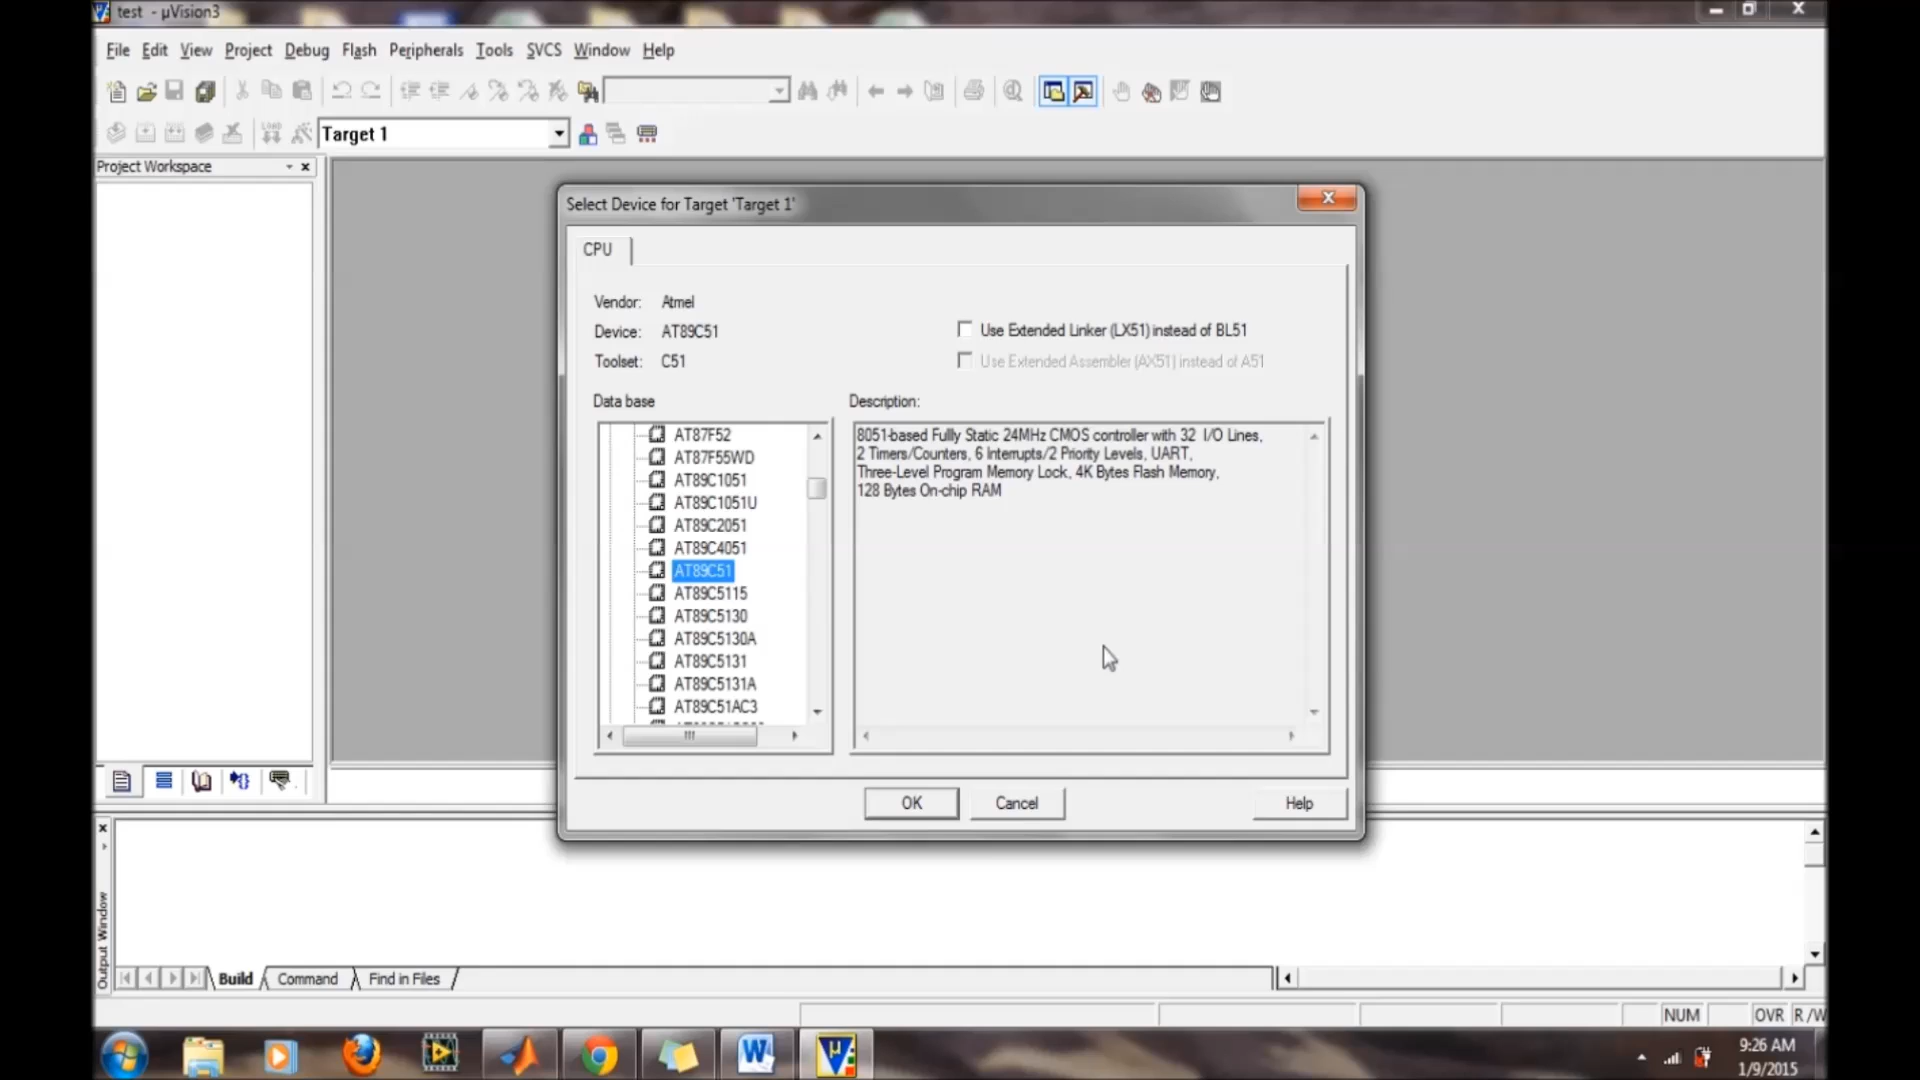 test - µVision3
File Edit View Project Debug Flash Peripherals Tools SVCS Window Help
LOAD
Target 1
Project Workspace
Select Device for Target 'Target 1'
CPU
Vendor: Atmel
Device: AT89C51
Toolset: C51
Use Extended Linker (LX51) instead of BL51
Use Extended Assembler (AX51) instead of A51
Data base
Description:
AT87F52
AT87F55WD
AT89C1051
AT89C1051U
AT89C2051
AT89C4051
AT89C51
AT89C5115
AT89C5130
AT89C5130A
AT89C5131
AT89C5131A
AT89C51AC3
8051-based Fullly Static 24MHz CMOS controller with 32 I/O Lines,
2 Timers/Counters, 6 Interrupts/2 Priority Levels, UART,
Three-Level Program Memory Lock, 4K Bytes Flash Memory,
128 Bytes On-chip RAM
OK Cancel Help
Output Window
Build Command Find in Files
NUM OVR R/W
9:26 AM
1/9/2015